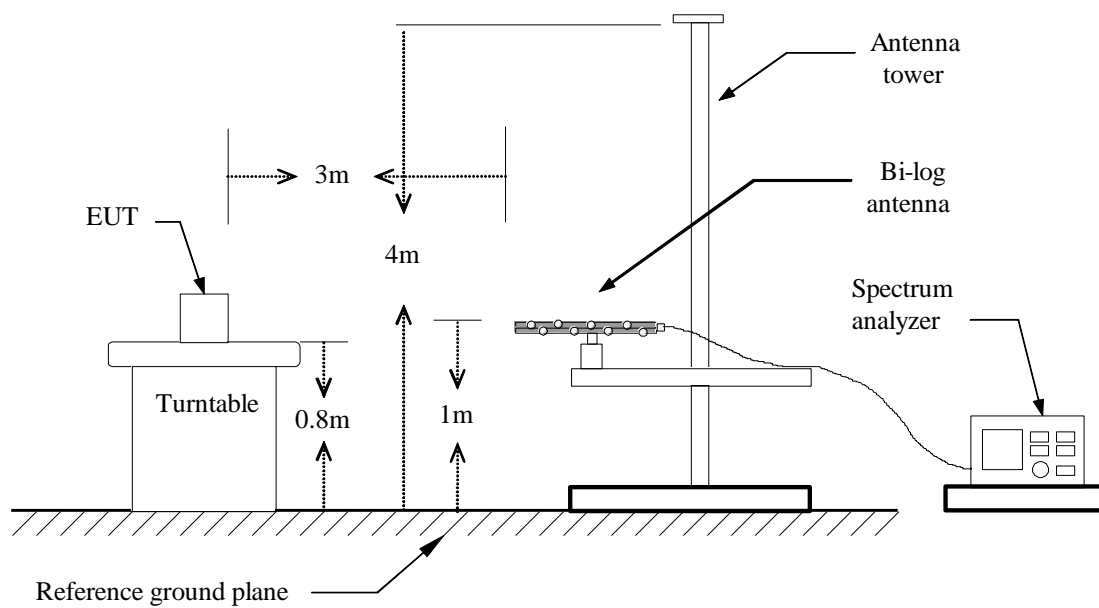 Antenna
tower
3m
Bi-log
antenna
EUT
4m
Spectrum
analyzer
Turntable
0.8m
1m
Reference ground plane